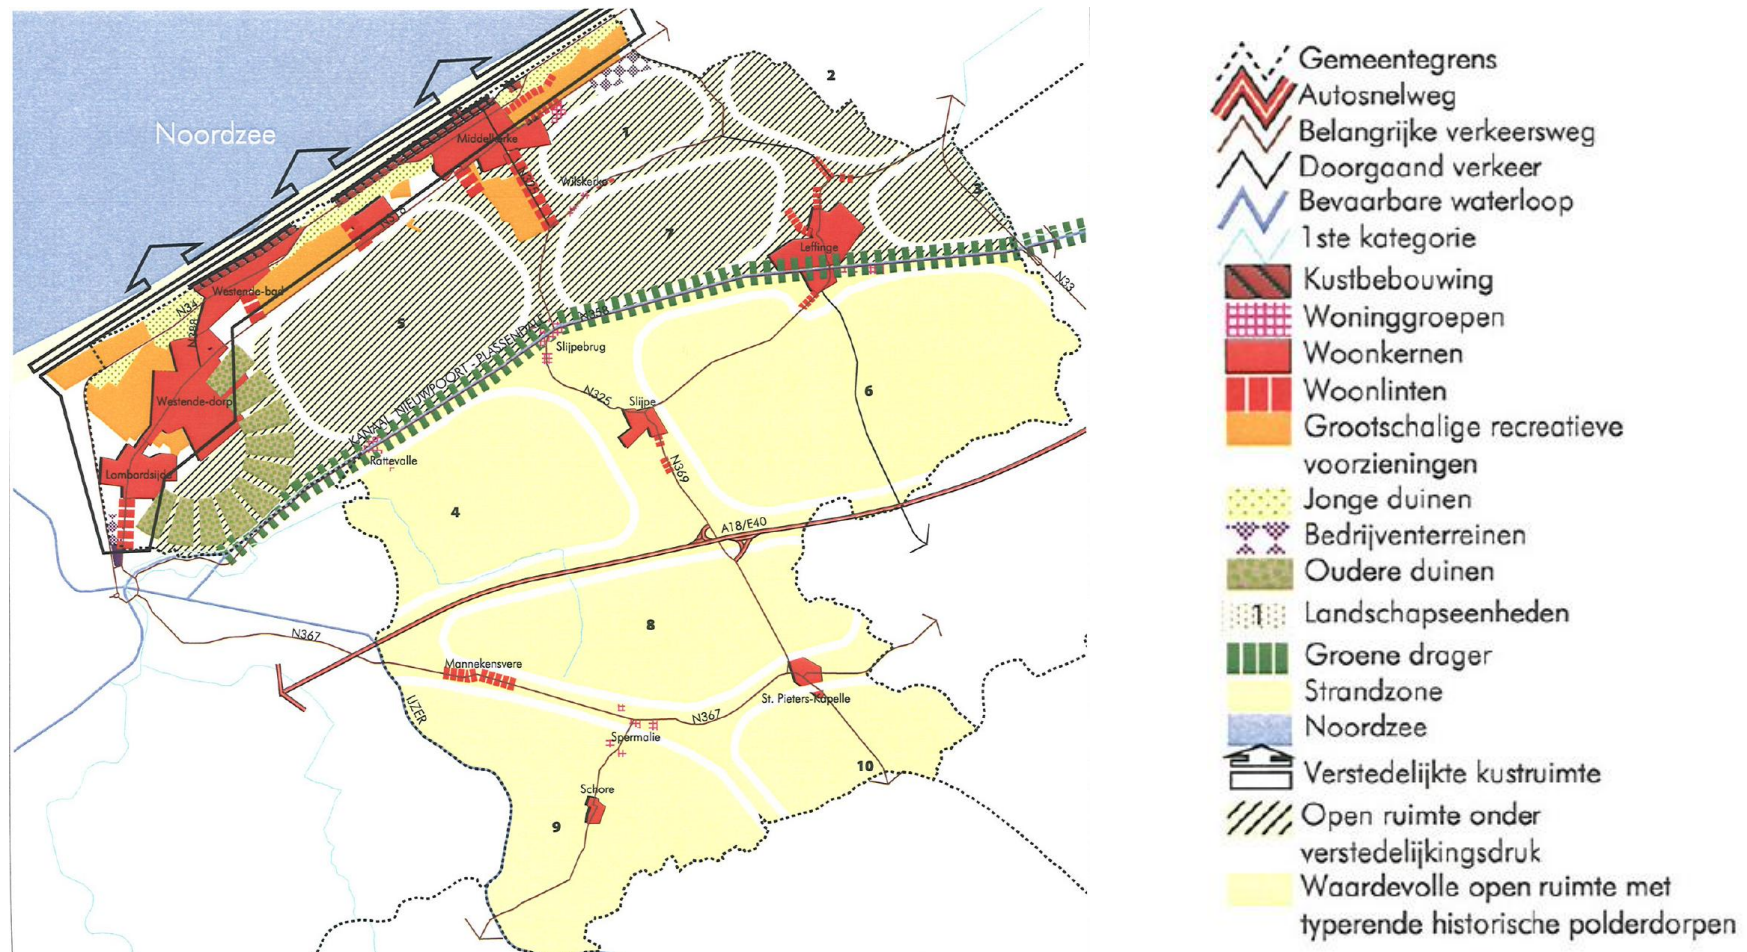 Noordzee
Middelkerke
Wilskerke
Leffinge
Westende-bad
Westende-dorp
Lombardsijde
Slijpebrug
Slijpe
Rattevalle
Mannekensvere
Spermalie
Schore
St. Pieters-Kapelle
KANAAL NIEUWPOORT - PLASSENDALE
IJZER
N34
N318
N325
N358
N33
N325
N369
A18/E40
N367
N367
1
2
3
4
5
6
7
8
9
10
Gemeentegrens
Autosnelweg
Belangrijke verkeersweg
Doorgaand verkeer
Bevaarbare waterloop
1ste kategorie
Kustbebouwing
Woninggroepen
Woonkernen
Woonlinten
Grootschalige recreatieve
voorzieningen
Jonge duinen
Bedrijventerreinen
Oudere duinen
1 Landschapseenheden
Groene drager
Strandzone
Noordzee
Verstedelijkte kustruimte
Open ruimte onder
verstedelijkingsdruk
Waardevolle open ruimte met
typerende historische polderdorpen